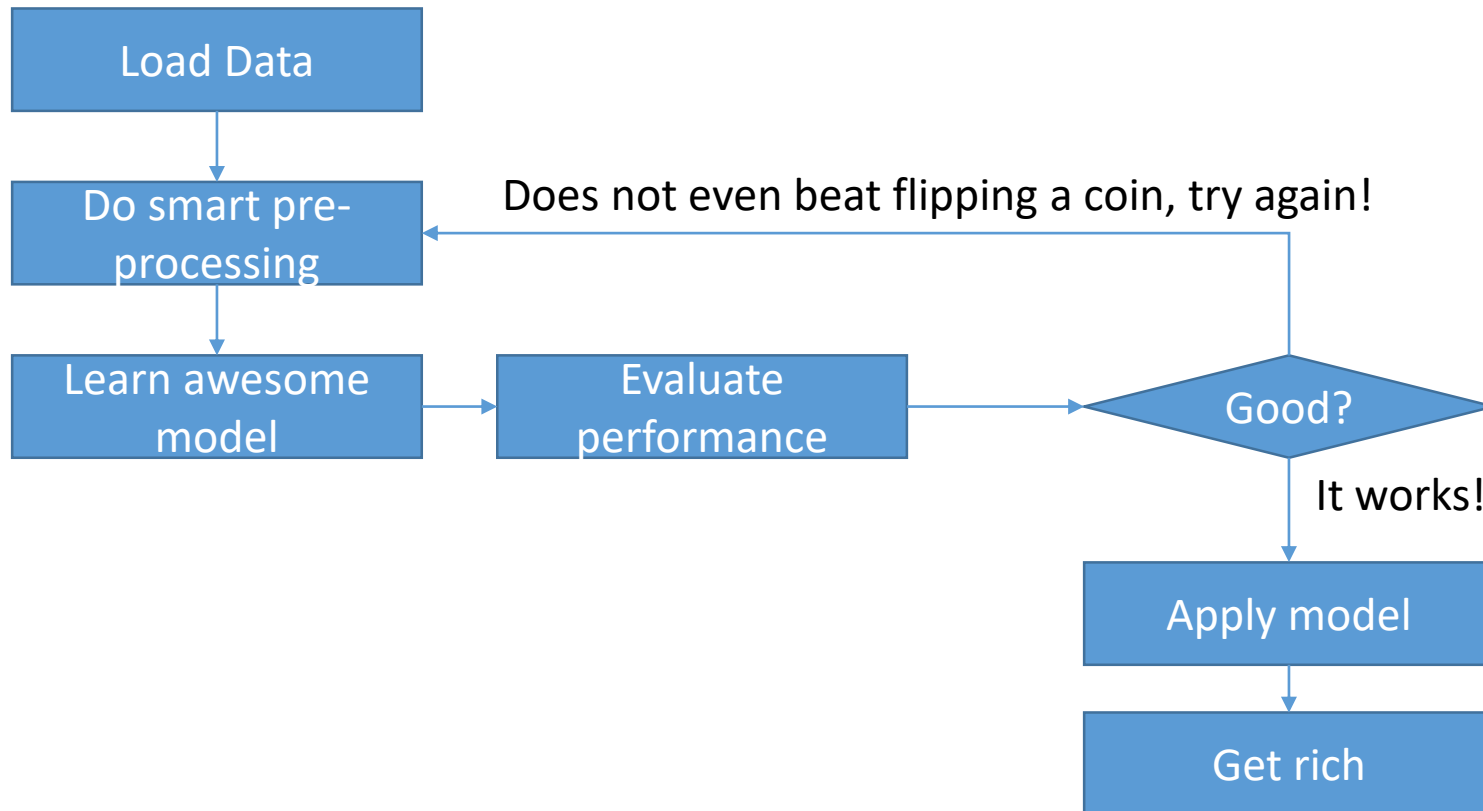 Load Data
Does not even beat flipping a coin, try again!
Do smart pre-
processing
Learn awesome
model
Evaluate
performance
Good?
It works!
Apply model
Get rich